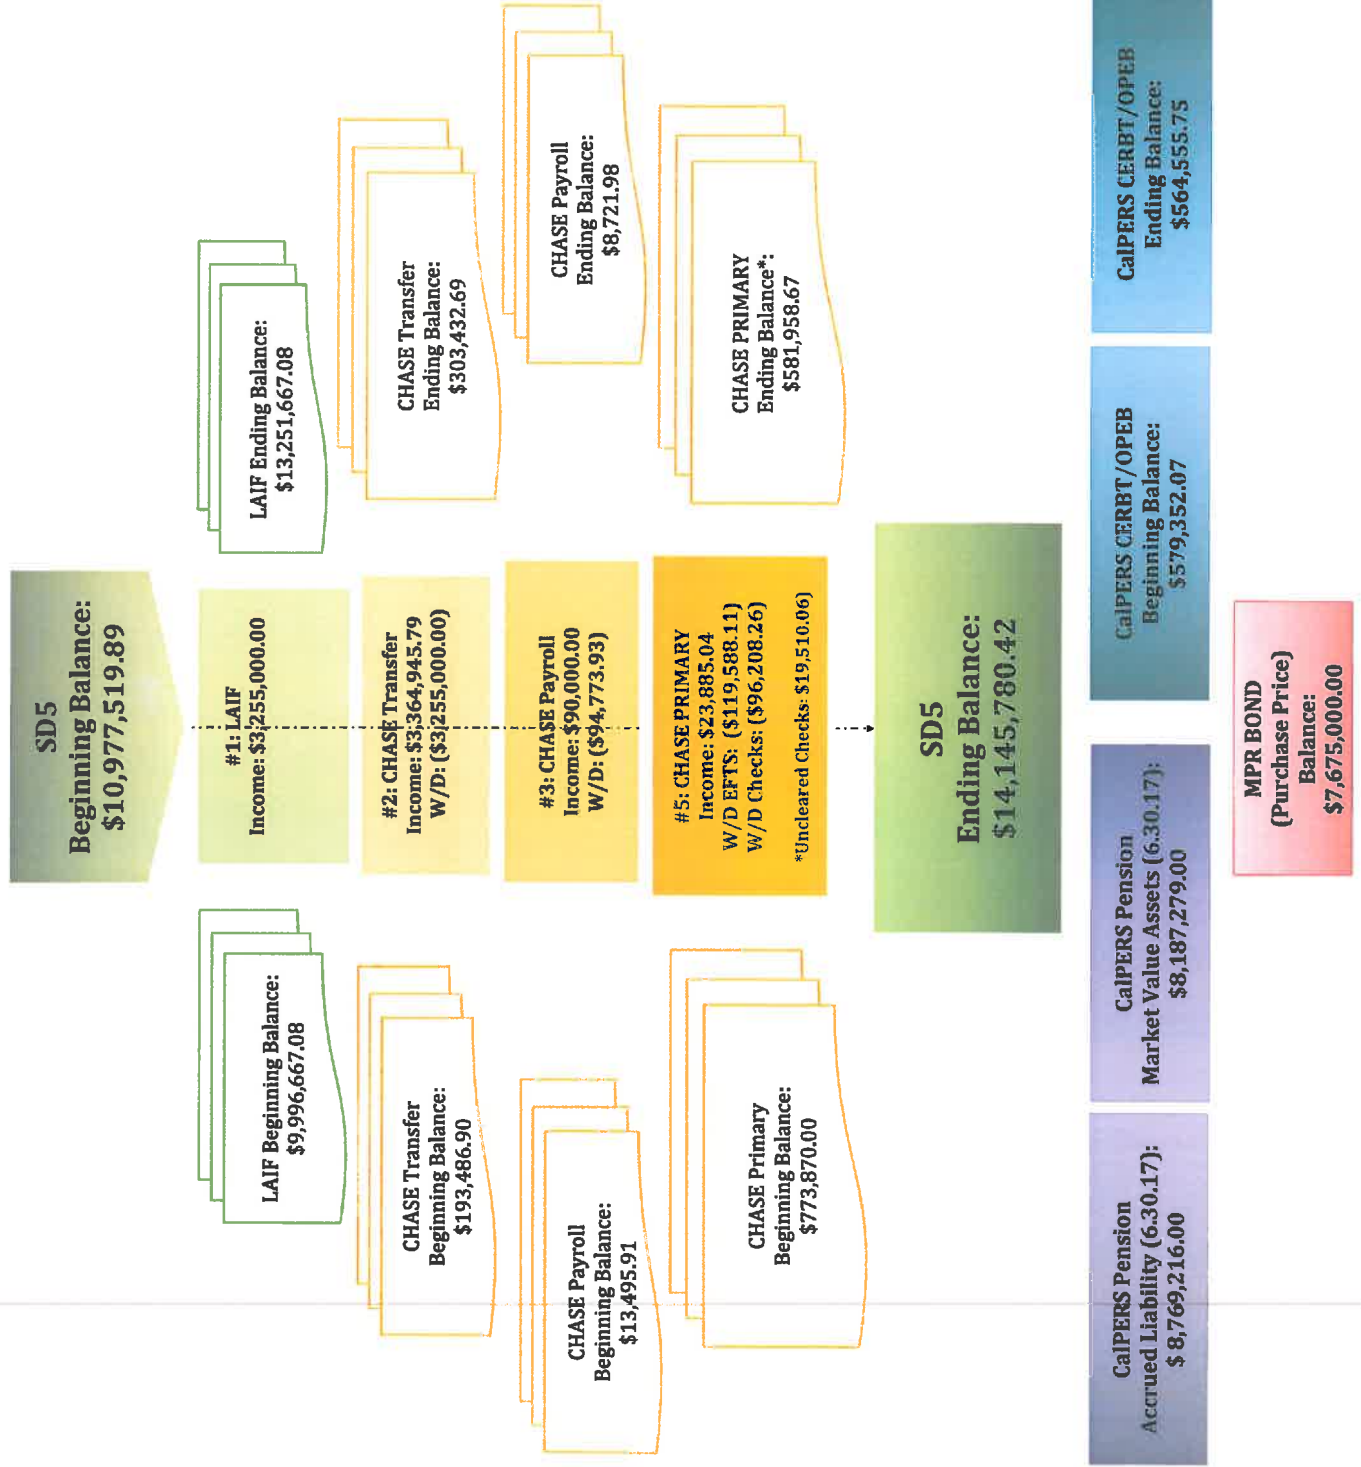 SD5
Beginning Balance:
$10,977,519.89
LAIF Beginning Balance:
$9,996,667.08
#1: LAIF
Income: $3,255,000.00
LAIF Ending Balance:
$13,251,667.08
CHASE Transfer
Beginning Balance:
$193,486.90
#2: CHASE Transfer
Income: $3,364,945.79
W/D: ($3,255,000.00)
CHASE Transfer
Ending Balance:
$303,432.69
CHASE Payroll
Beginning Balance:
$13,495.91
#3: CHASE Payroll
Income: $90,000.00
W/D: ($94,773.93)
CHASE Payroll
Ending Balance:
$8,721.98
CHASE Primary
Beginning Balance:
$773,870.00
#5: CHASE PRIMARY
Income: $23,885.04
W/D EFTS: ($119,588.11)
W/D Checks: ($96,208.26)
*Uncleared Checks: $19,510.06)
CHASE PRIMARY
Ending Balance*:
$581,958.67
SD5
Ending Balance:
$14,145,780.42
CalPERS Pension
Accrued Liability (6.30.17):
$ 8,769,216.00
CalPERS Pension
Market Value Assets (6.30.17):
$8,187,279.00
CalPERS CERBT/OPEB
Beginning Balance:
$579,352.07
CalPERS CERBT/OPEB
Ending Balance:
$564,555.75
MPR BOND
(Purchase Price)
Balance:
$7,675,000.00